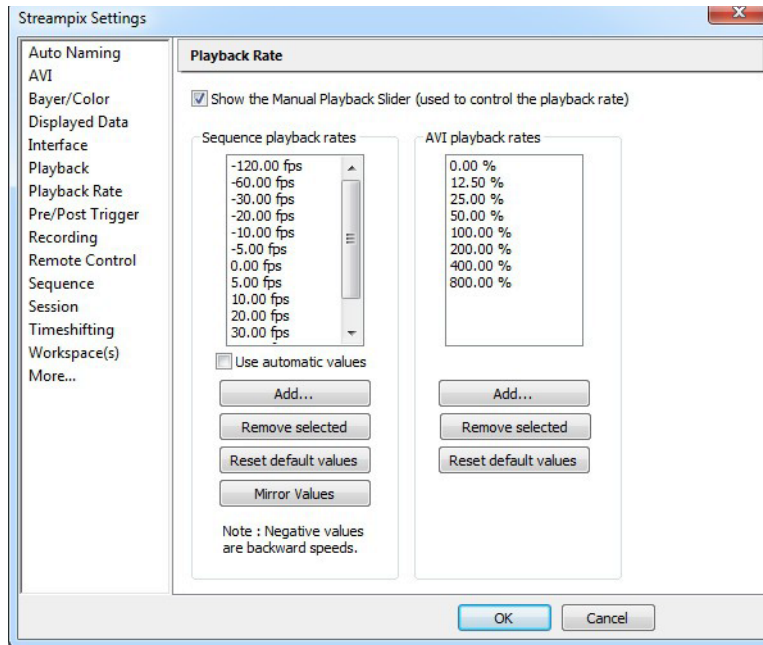 Streampix Settings
Auto Naming
AVI
Bayer/Color
Displayed Data
Interface
Playback
Playback Rate
Pre/Post Trigger
Recording
Remote Control
Sequence
Session
Timeshifting
Workspace(s)
More...
Playback Rate
Show the Manual Playback Slider (used to control the playback rate)
Sequence playback rates
-120.00 fps
-60.00 fps
-30.00 fps
-20.00 fps
-10.00 fps
-5.00 fps
0.00 fps
5.00 fps
10.00 fps
20.00 fps
30.00 fps
Use automatic values
Add...
Remove selected
Reset default values
Mirror Values
Note : Negative values
are backward speeds.
AVI playback rates
0.00 %
12.50 %
25.00 %
50.00 %
100.00 %
200.00 %
400.00 %
800.00 %
Add...
Remove selected
Reset default values
OK
Cancel